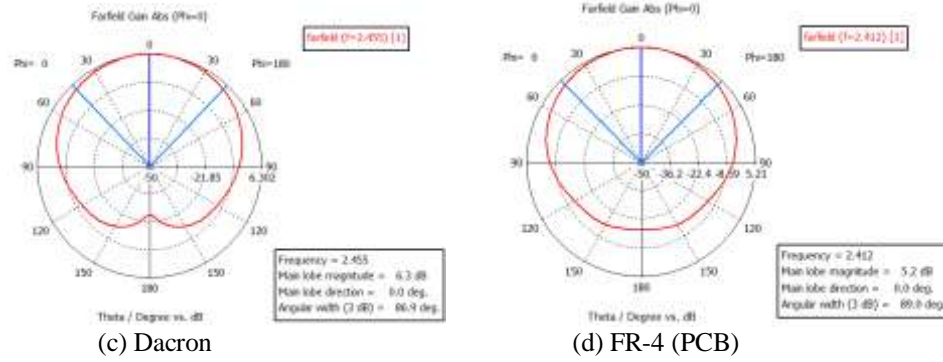 Farfield Gain Abs (Phi=0)
farfield (f=2.455) [1]
Phi= 0
30
0
30
Phi=180
60
60
90
-50
-21.85
6.302
90
120
120
150
150
180
Frequency = 2.455
Main lobe magnitude = 6.3 dB
Main lobe direction = 0.0 deg.
Angular width (3 dB) = 86.9 deg.
Theta / Degree vs. dB
(c) Dacron
Farfield Gain Abs (Phi=0)
farfield (f=2.412) [1]
Phi= 0
30
0
30
Phi=180
60
60
90
-50
-36.2
-22.4
-8.59
5.21
90
120
120
150
150
180
Frequency = 2.412
Main lobe magnitude = 5.2 dB
Main lobe direction = 0.0 deg.
Angular width (3 dB) = 89.0 deg.
Theta / Degree vs. dB
(d) FR-4 (PCB)